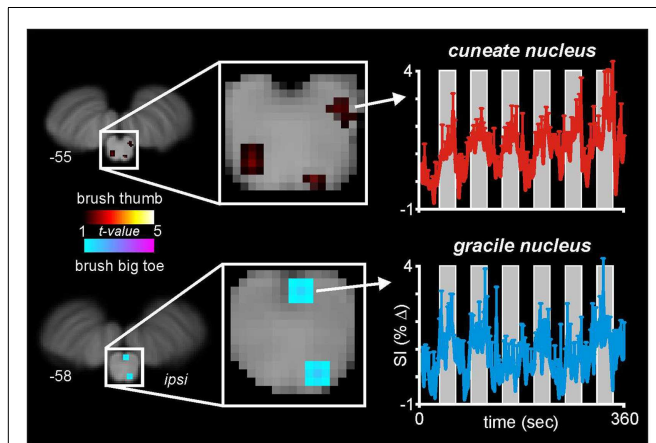 cuneate nucleus
4
-1
-55
brush thumb
1 t-value 5
brush big toe
gracile nucleus
4
SI (% Δ)
-1
0 time (sec) 360
-58
ipsi